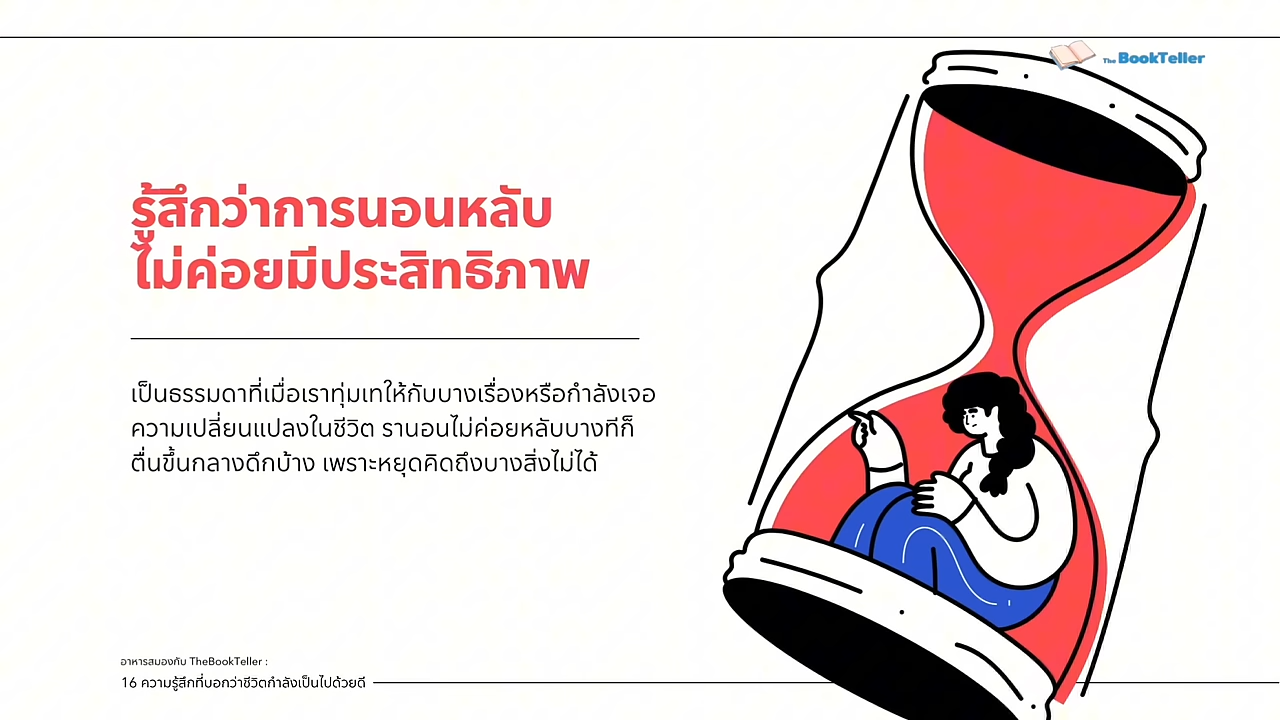 The BookTeller
รู้สึกว่าการนอนหลับ
ไม่ค่อยมีประสิทธิภาพ
เป็นธรรมดาที่เมื่อเราทุ่มเทให้กับบางเรื่องหรือกำลังเจอ
ความเปลี่ยนแปลงในชีวิต รานอนไม่ค่อยหลับบางทีก็
ตื่นขึ้นกลางดึกบ้าง เพราะหยุดคิดถึงบางสิ่งไม่ได้
อาหารสมองกับ TheBookTeller :
16 ความรู้สึกที่บอกว่าชีวิตกำลังเป็นไปด้วยดี